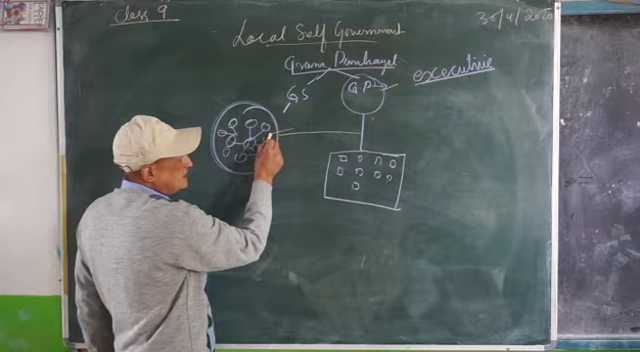 Class 9
30/4/2020
Local Self Government
Gram Panchayat
executive
GS
GP